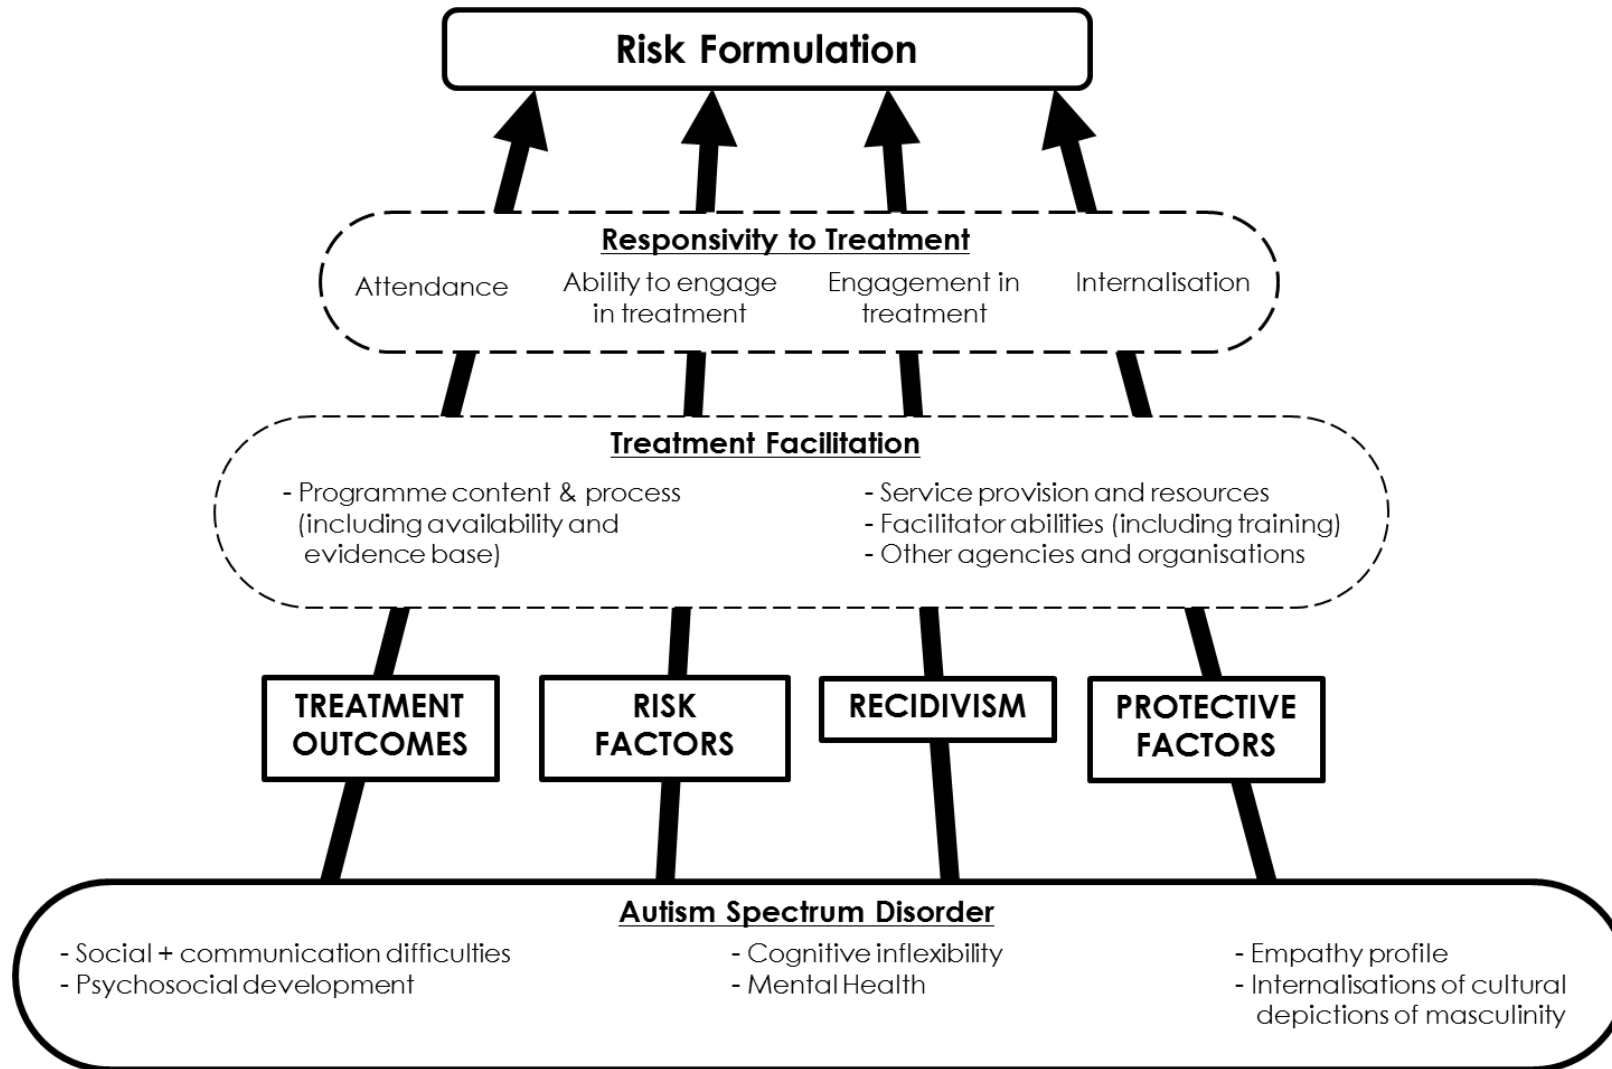 Risk Formulation
Responsivity to Treatment
Attendance
Ability to engage
in treatment
Engagement in
treatment
Internalisation
Treatment Facilitation
- Programme content & process
(including availability and
evidence base)
- Service provision and resources
- Facilitator abilities (including training)
- Other agencies and organisations
TREATMENT
OUTCOMES
RISK
FACTORS
RECIDIVISM
PROTECTIVE
FACTORS
Autism Spectrum Disorder
- Social + communication difficulties
- Psychosocial development
- Cognitive inflexibility
- Mental Health
- Empathy profile
- Internalisations of cultural
depictions of masculinity